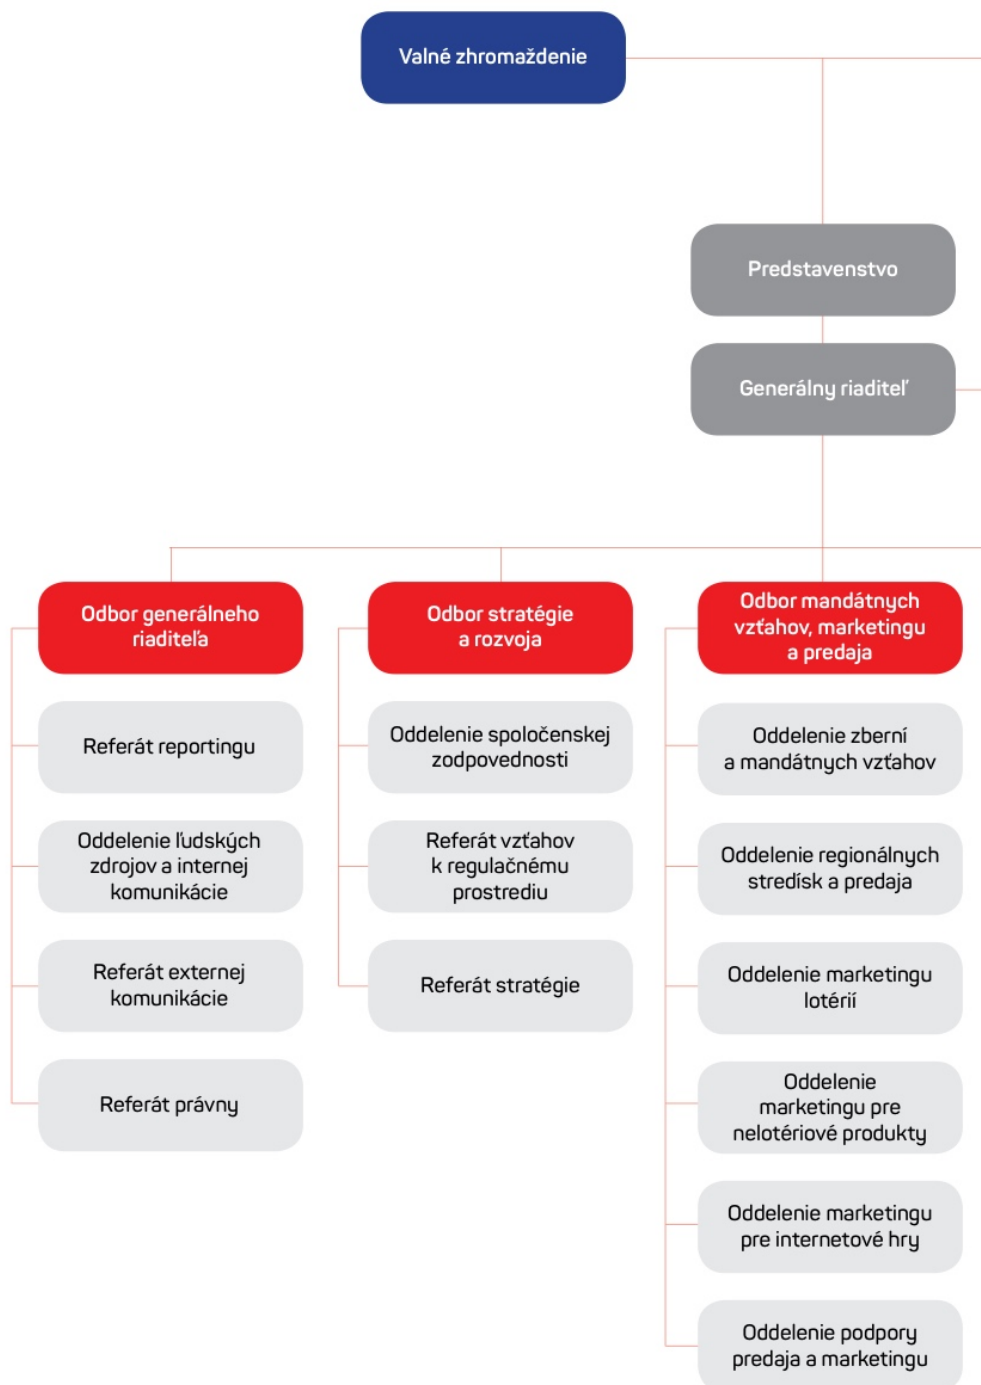 Valné zhromaždenie
Predstavenstvo
Generálny riaditeľ
Odbor generálneho
riaditeľa
Referát reportingu
Oddelenie ľudských
zdrojov a internej
komunikácie
Referát externej
komunikácie
Referát právny
Odbor stratégie
a rozvoja
Oddelenie spoločenskej
zodpovednosti
Referát vzťahov
k regulačnému
prostrediu
Referát stratégie
Odbor mandátnych
vzťahov, marketingu
a predaja
Oddelenie zberní
a mandátnych vzťahov
Oddelenie regionálnych
stredísk a predaja
Oddelenie marketingu
lotérií
Oddelenie
marketingu pre
nelotériové produkty
Oddelenie marketingu
pre internetové hry
Oddelenie podpory
predaja a marketingu